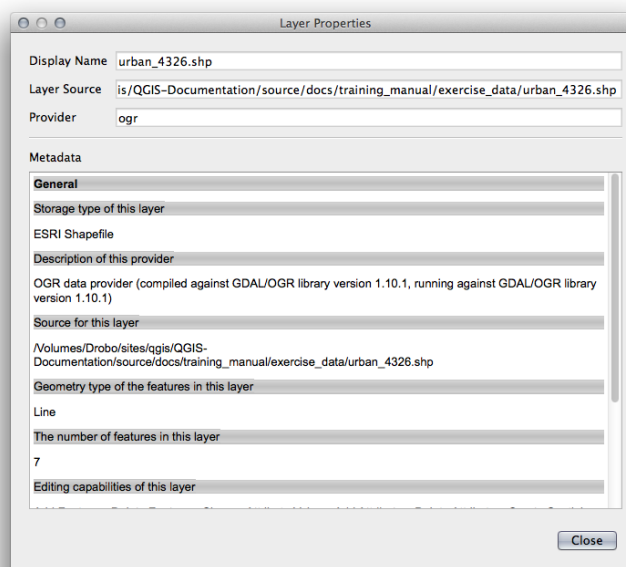 Layer Properties
Display Name urban_4326.shp
Layer Source is/QGIS-Documentation/source/docs/training_manual/exercise_data/urban_4326.shp
Provider ogr
Metadata
General
Storage type of this layer
ESRI Shapefile
Description of this provider
OGR data provider (compiled against GDAL/OGR library version 1.10.1, running against GDAL/OGR library
version 1.10.1)
Source for this layer
/Volumes/Drobo/sites/qgis/QGIS-
Documentation/source/docs/training_manual/exercise_data/urban_4326.shp
Geometry type of the features in this layer
Line
The number of features in this layer
7
Editing capabilities of this layer
Close